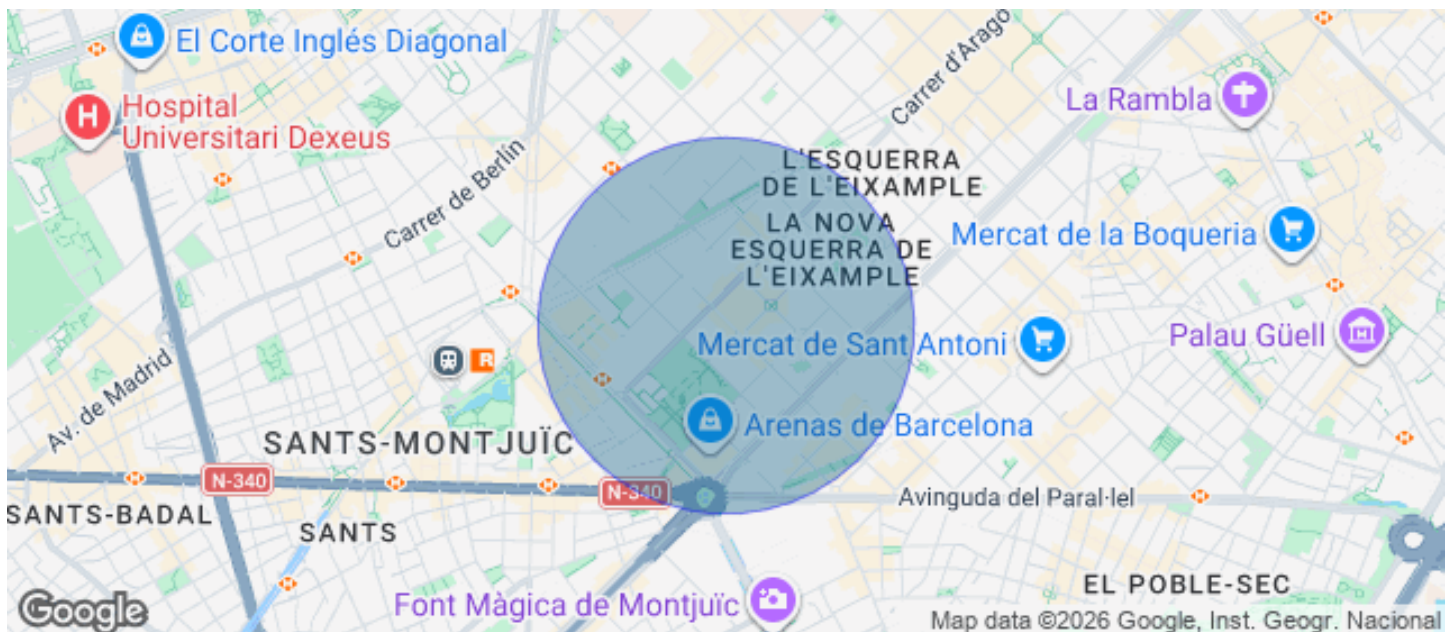 El Corte Inglés Diagonal
Hospital
Universitari Dexeus
H
Carrer de Berlín
Carrer d'Arago
La Rambla
L'ESQUERRA
DE L'EIXAMPLE
LA NOVA
ESQUERRA DE
L'EIXAMPLE
Mercat de la Boqueria
Palau Güell
Mercat de Sant Antoni
R
Av. de Madrid
Arenas de Barcelona
SANTS-MONTJUÏC
N-340
N-340
Avinguda del Paral·lel
SANTS-BADAL
SANTS
EL POBLE-SEC
Font Màgica de Montjuïc
Google
Map data ©2026 Google, Inst. Geogr. Nacional